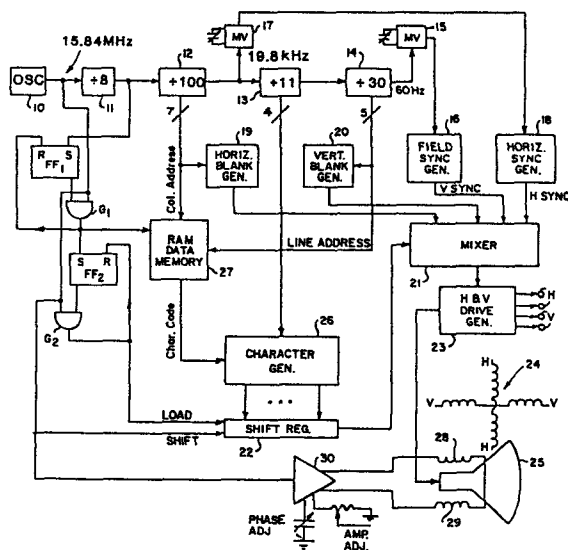 15.84MHz
17
MV
15
MV
12
19.8kHz
14
OSC
÷8
÷100
÷11
÷30
10
11
13
60Hz
7
4
5
19
20
16
18
R S
FF1
Col. Address
HORIZ. BLANK GEN.
VERT. BLANK GEN.
FIELD SYNC GEN.
HORIZ. SYNC GEN.
V SYNC
H SYNC
G1
RAM DATA MEMORY
27
LINE ADDRESS
MIXER
21
S R
FF2
G2
Char. Code
26
CHARACTER GEN.
H & V DRIVE GEN.
23
H
V
24
H
V V
H
LOAD
SHIFT
SHIFT REG.
22
28
25
30
29
PHASE ADJ
AMP. ADJ.